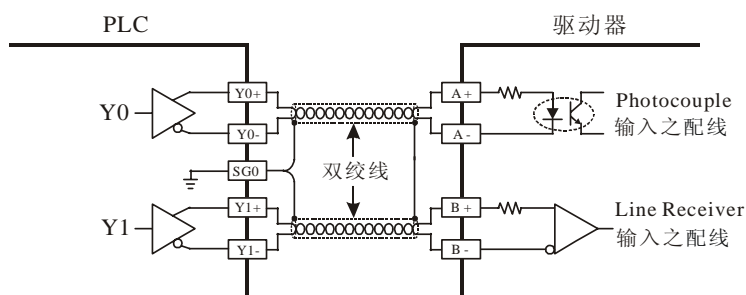 PLC
驱动器
Y0
Y0+
Y0-
SG0
Y1
Y1+
Y1-
双绞线
A+
A-
B+
B-
Photocouple
输入之配线
Line Receiver
输入之配线